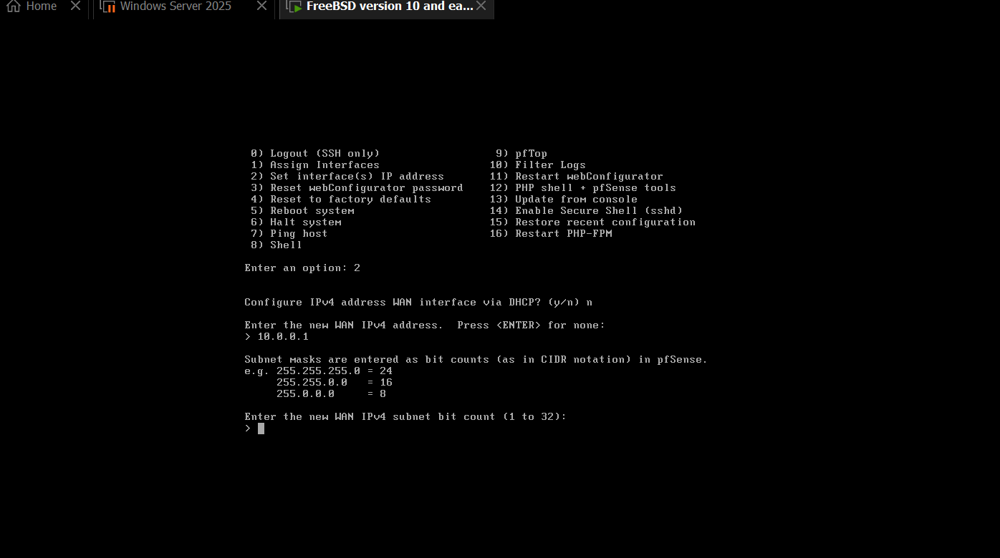 Home
Windows Server 2025
FreeBSD version 10 and ea...
0) Logout (SSH only) 9) pfTop
1) Assign Interfaces 10) Filter Logs
2) Set interface(s) IP address 11) Restart webConfigurator
3) Reset webConfigurator password 12) PHP shell + pfSense tools
4) Reset to factory defaults 13) Update from console
5) Reboot system 14) Enable Secure Shell (sshd)
6) Halt system 15) Restore recent configuration
7) Ping host 16) Restart PHP-FPM
8) Shell
Enter an option: 2
Configure IPv4 address WAN interface via DHCP? (y/n) n
Enter the new WAN IPv4 address.  Press <ENTER> for none:
> 10.0.0.1
Subnet masks are entered as bit counts (as in CIDR notation) in pfSense.
e.g. 255.255.255.0 = 24
255.255.0.0   = 16
255.0.0.0     = 8
Enter the new WAN IPv4 subnet bit count (1 to 32):
>